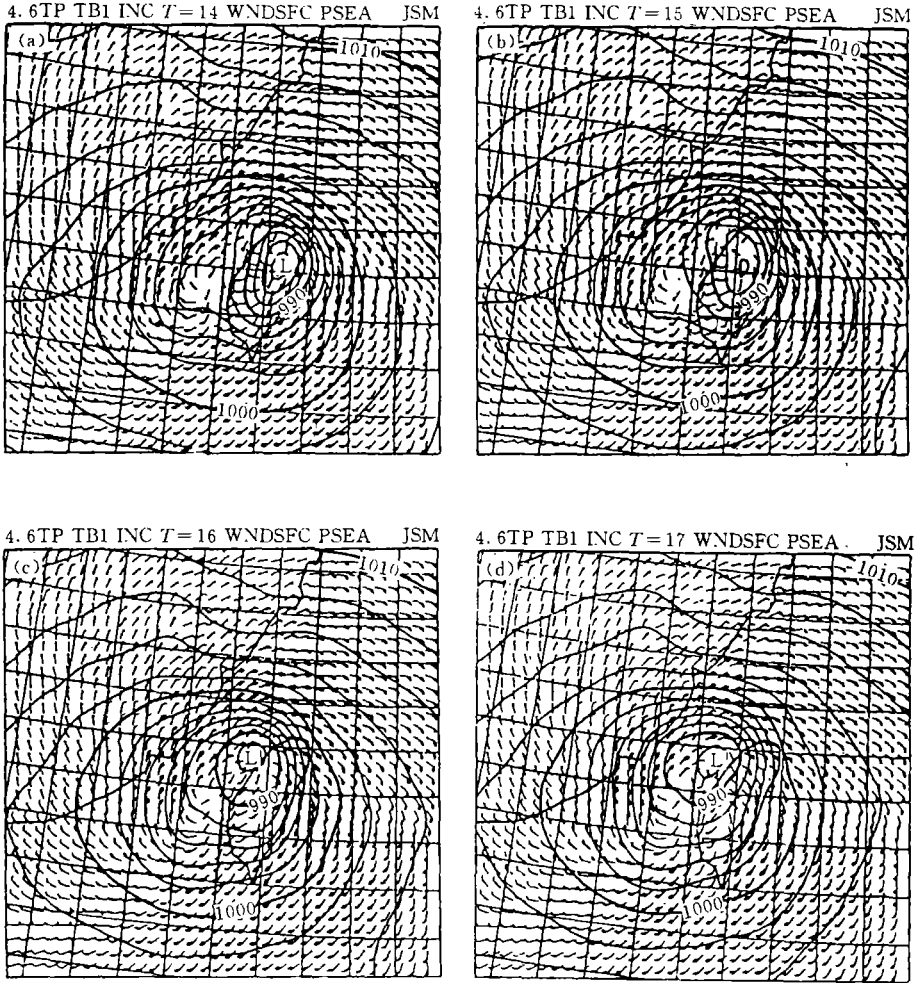 4.6TP TB1 INC T=14 WNDSFC PSEA JSM
(a)
1010
L
990
1000
4.6TP TB1 INC T=15 WNDSFC PSEA JSM
(b)
1010
990
1000
4.6TP TB1 INC T=16 WNDSFC PSEA JSM
(c)
1010
L
990
1000
4.6TP TB1 INC T=17 WNDSFC PSEA. JSM
(d)
1010
L
990
1000